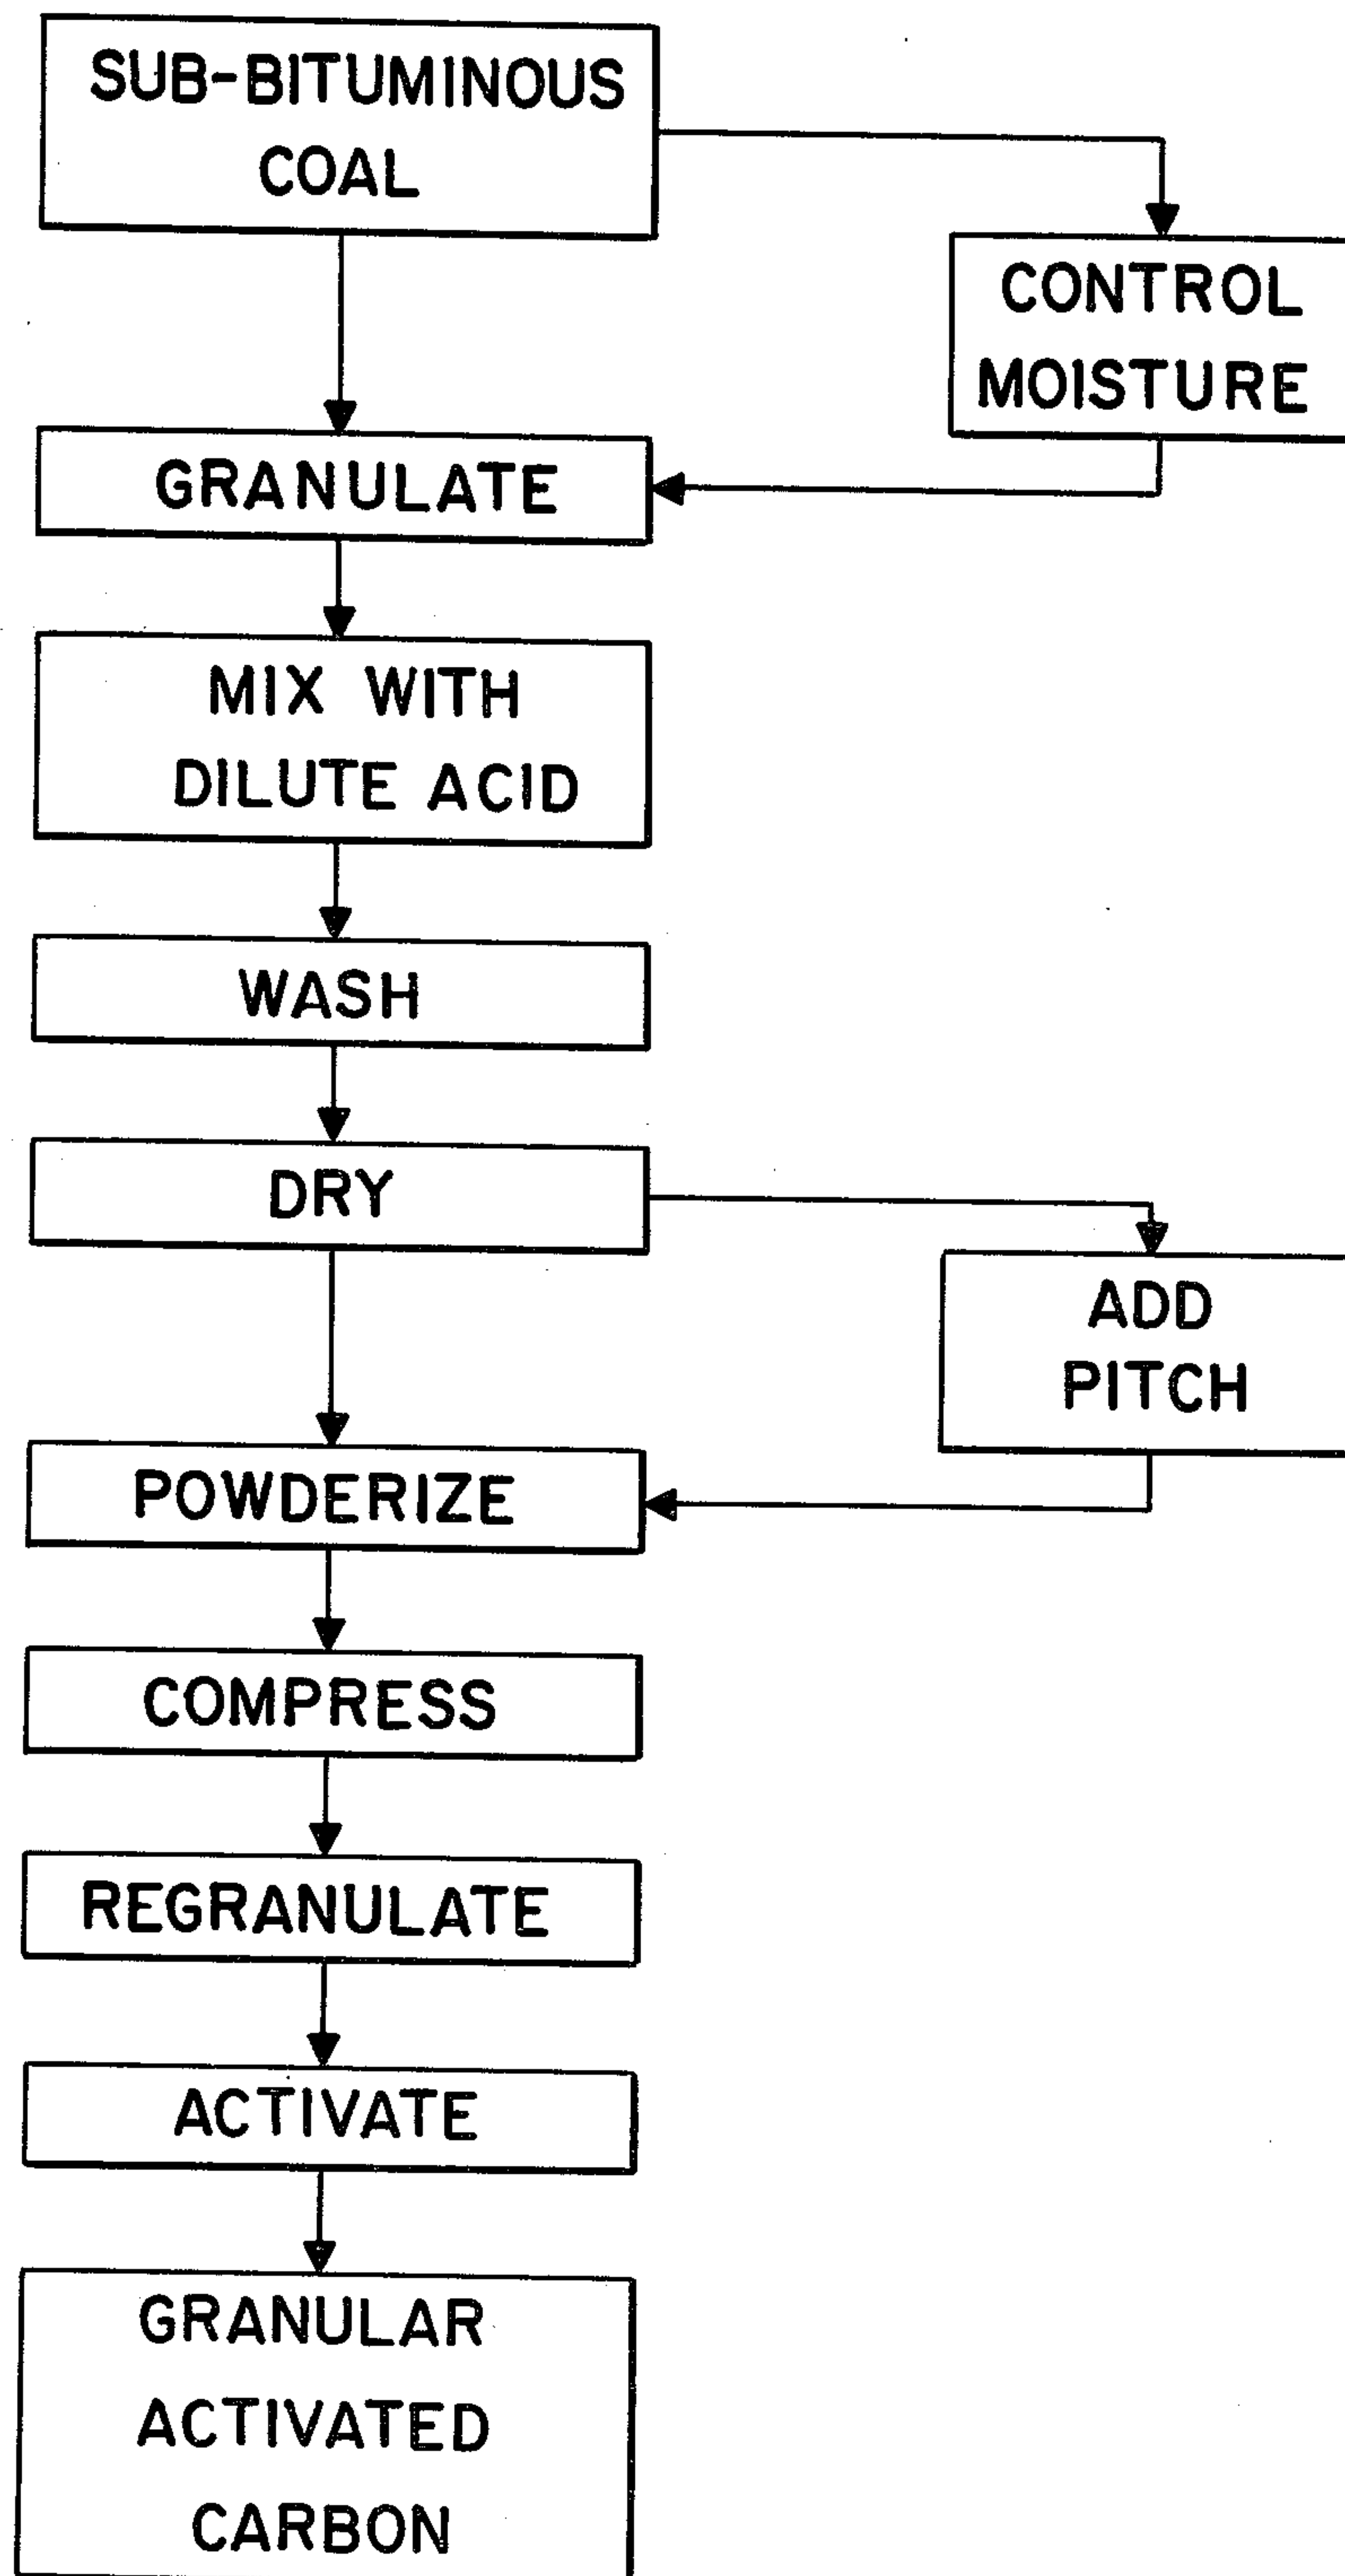 SUB-BITUMINOUS
COAL
CONTROL
MOISTURE
GRANULATE
MIX WITH
DILUTE ACID
WASH
DRY
ADD
PITCH
POWDERIZE
COMPRESS
REGRANULATE
ACTIVATE
GRANULAR
ACTIVATED
CARBON